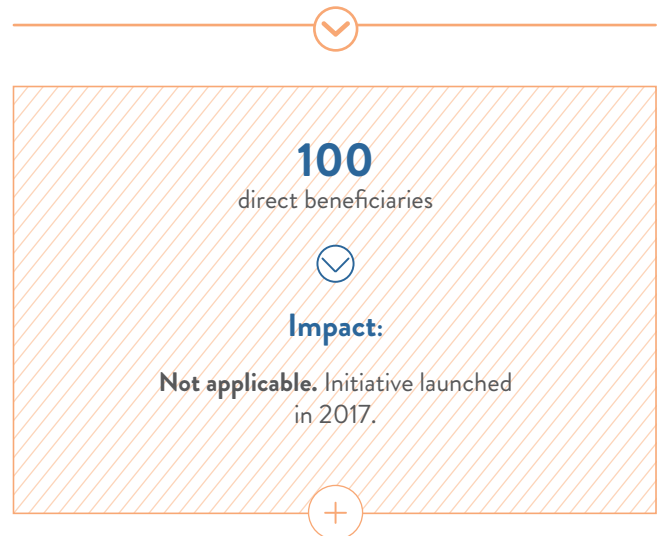 100
direct beneficiaries
Impact:
Not applicable. Initiative launched
in 2017.